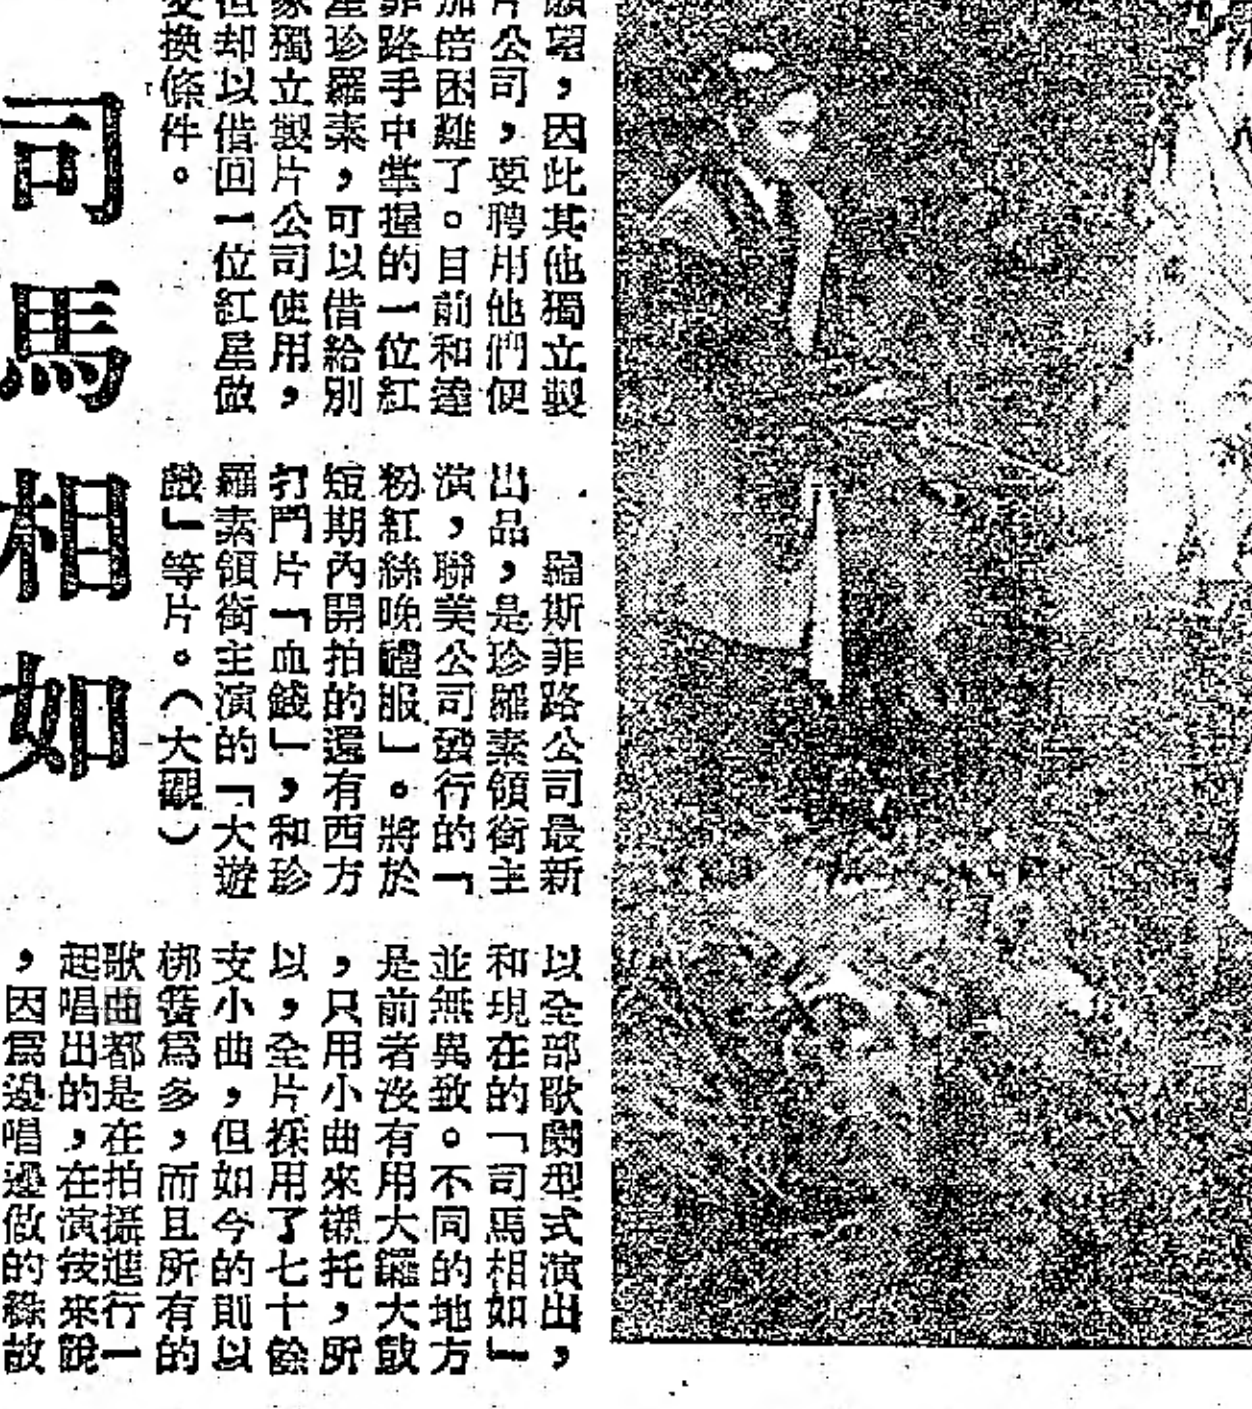 願望,因此其他獨立製
片公司,要聘用他們便
加倍困難了。目前和達
菲路手中掌握的一位紅
星珍羅素,可以借給別
家獨立製片公司使用,
但却以借回一位紅星做
交換條件。
羅斯菲路公司最新
出品,是珍羅素領銜主
演,聯美公司發行的「
粉紅絲晚禮服」。將於
短期內開拍的還有西方
打鬥片「血錢」,和珍
羅素領銜主演的「大遊
戲」等片。(大觀)
司馬相如
以全部歌劇型式演出,
和現在的「司馬相如」
並無異致。不同的地方
是前者沒有用大鑼大鼓
,只用小曲來襯托,所
以,全片採用了七十餘
支小曲,但如今的則以
梆簧爲多,而且所有的
歌曲都是在拍攝進行一
起唱出的,在演技來說
,因爲邊唱邊做的緣故